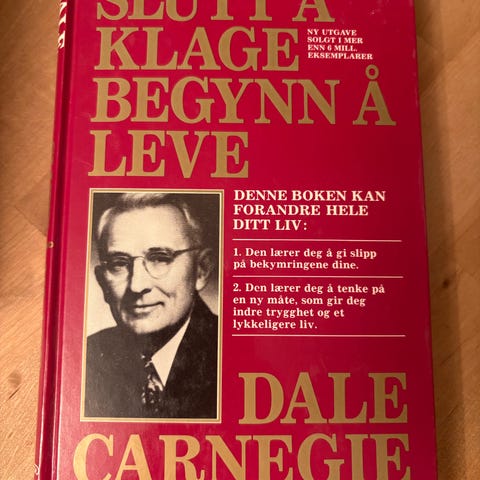 SLUTT Å
KLAGE
BEGYNN Å
LEVE
NY UTGAVE
SOLGT I MER
ENN 6 MILL.
EKSEMPLARER
DENNE BOKEN KAN
FORANDRE HELE
DITT LIV:
1. Den lærer deg å gi slipp
på bekymringene dine.
2. Den lærer deg å tenke på
en ny måte, som gir deg
indre trygghet og et
lykkeligere liv.
DALE
CARNEGIE